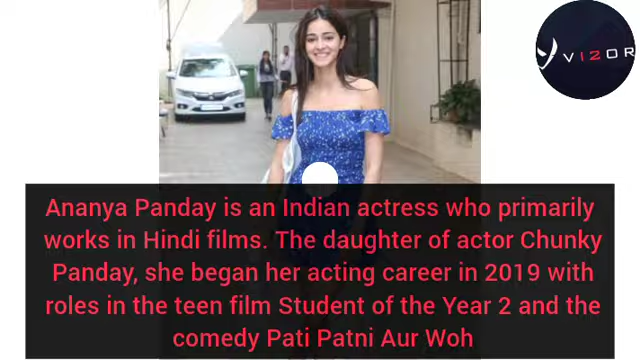 VIZOR
Ananya Panday is an Indian actress who primarily
works in Hindi films. The daughter of actor Chunky
Panday, she began her acting career in 2019 with
roles in the teen film Student of the Year 2 and the
comedy Pati Patni Aur Woh